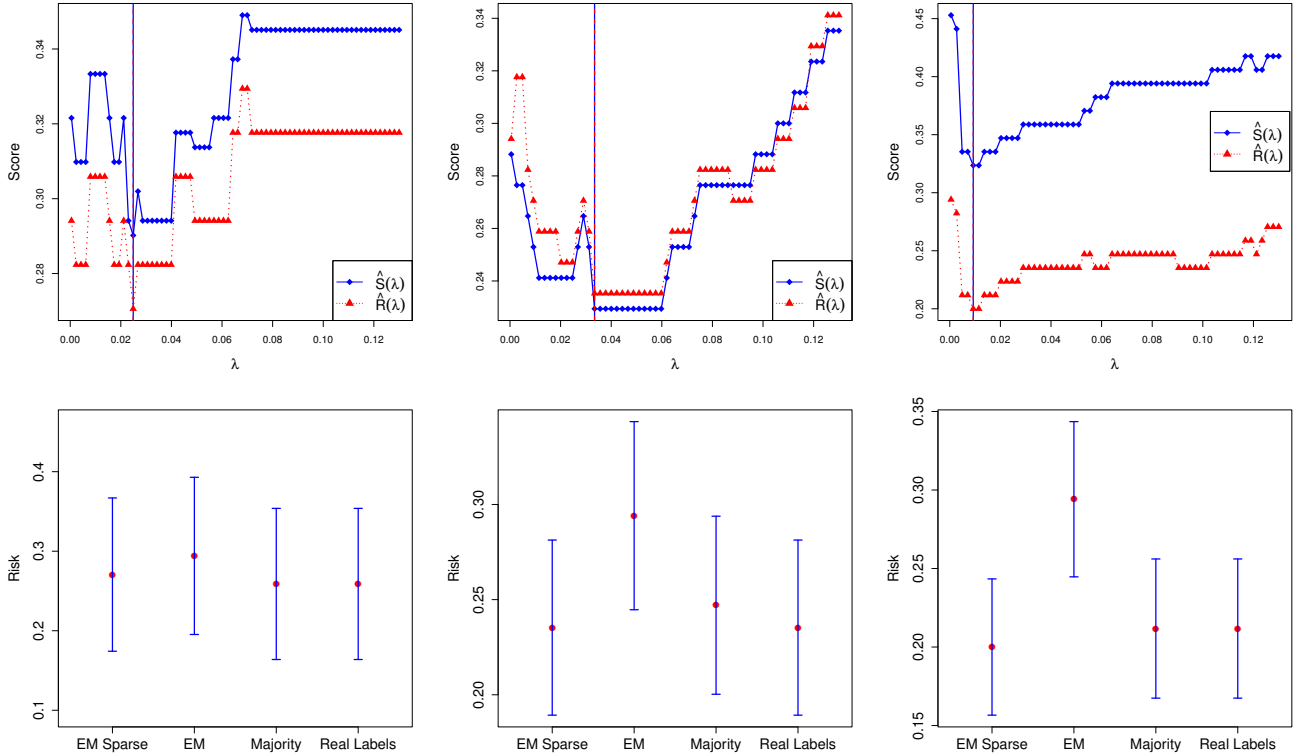 Score
0.28 0.30 0.32 0.34
Ŝ(λ)
R̂(λ)
0.00 0.02 0.04 0.06 0.08 0.10 0.12
λ
Score
0.24 0.26 0.28 0.30 0.32 0.34
Ŝ(λ)
R̂(λ)
0.00 0.02 0.04 0.06 0.08 0.10 0.12
λ
Score
0.20 0.25 0.30 0.35 0.40 0.45
Ŝ(λ)
R̂(λ)
0.00 0.02 0.04 0.06 0.08 0.10 0.12
λ
Risk
0.1 0.2 0.3 0.4
EM Sparse EM Majority Real Labels
Risk
0.20 0.25 0.30
EM Sparse EM Majority Real Labels
Risk
0.15 0.20 0.25 0.30 0.35
EM Sparse EM Majority Real Labels